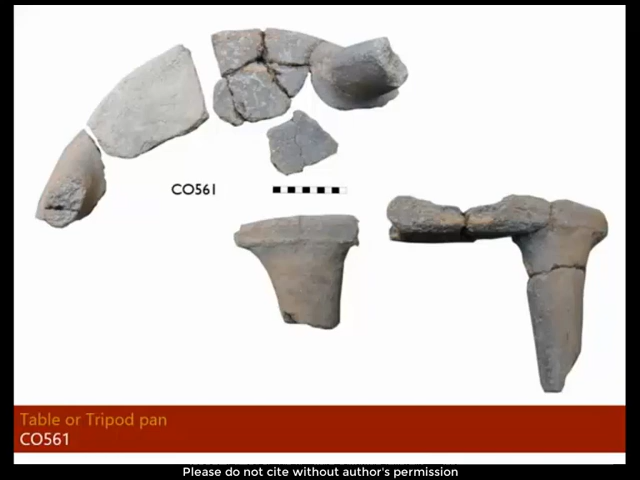 CO561
Table or Tripod pan
CO561
Please do not cite without author's permission